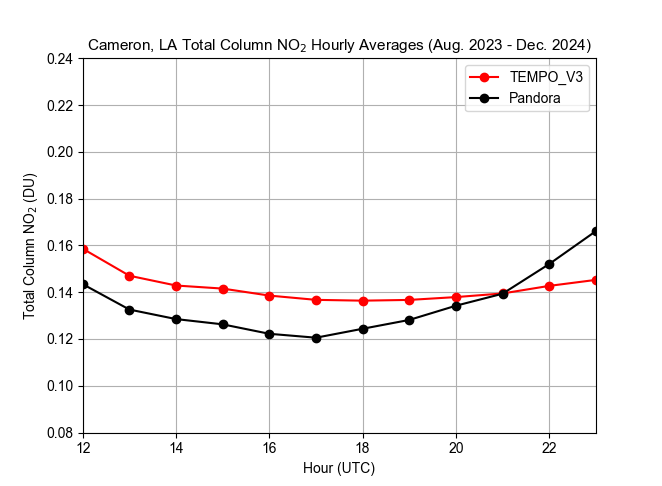 Cameron, LA Total Column NO₂ Hourly Averages (Aug. 2023 - Dec. 2024)
TEMPO_V3
Pandora
Total Column NO₂ (DU)
0.24
0.22
0.20
0.18
0.16
0.14
0.12
0.10
0.08
12 14 16 18 20 22
Hour (UTC)